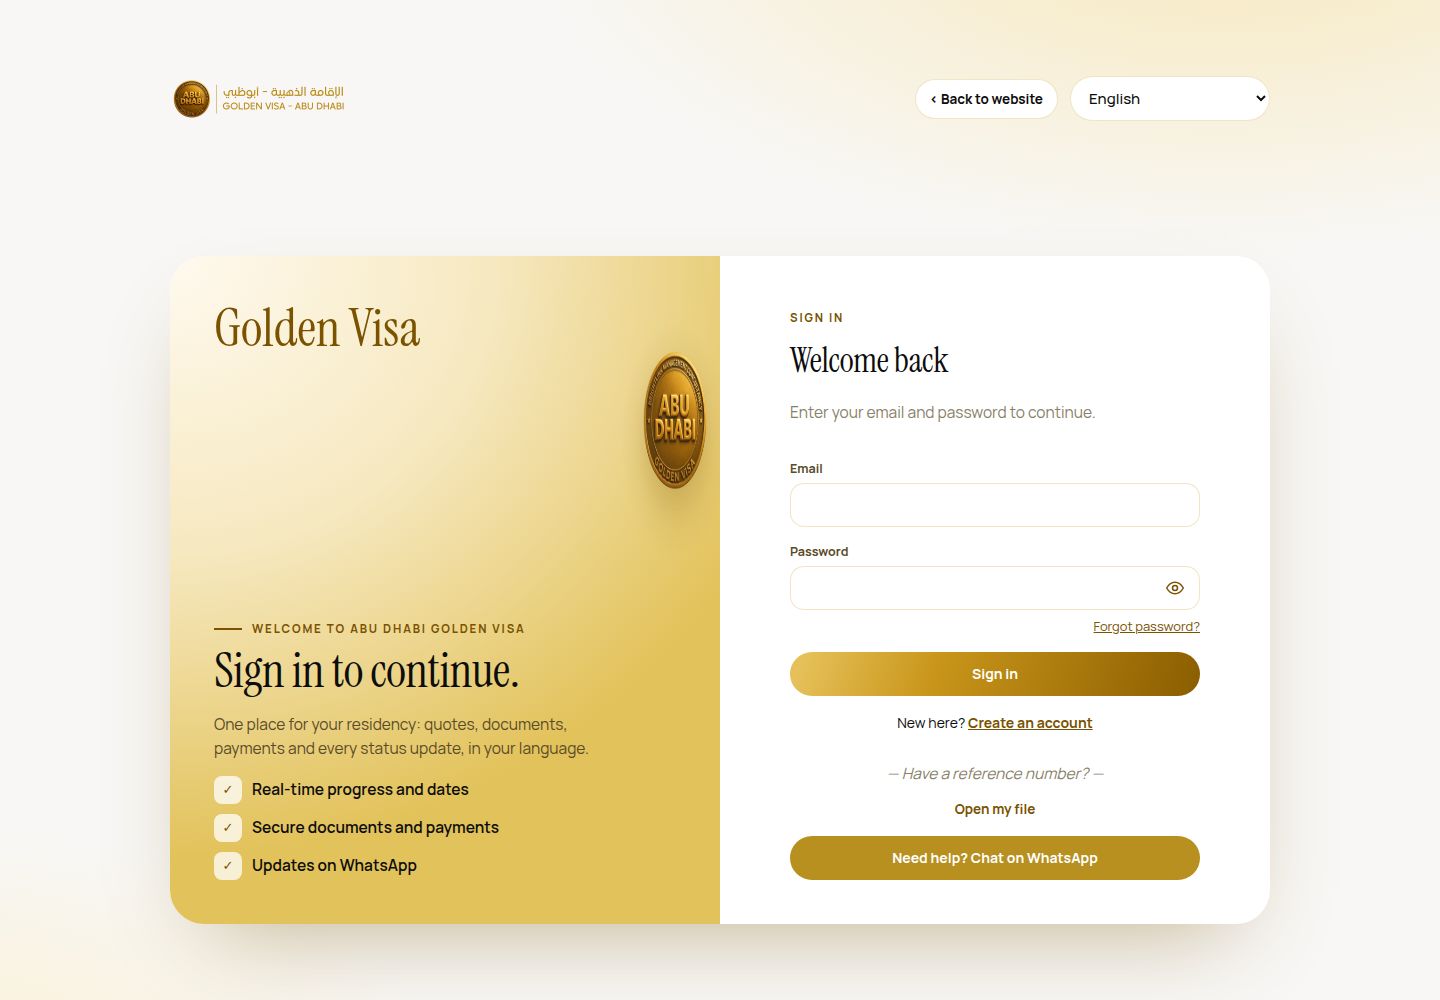 الإقامة الذهبية - أبوظبي
GOLDEN VISA - ABU DHABI
‹ Back to website
English
Golden Visa
ABU
DHABI
GOLDEN VISA
WELCOME TO ABU DHABI GOLDEN VISA
Sign in to continue.
One place for your residency: quotes, documents,
payments and every status update, in your language.
✓ Real-time progress and dates
✓ Secure documents and payments
✓ Updates on WhatsApp
SIGN IN
Welcome back
Enter your email and password to continue.
Email
Password
Forgot password?
Sign in
New here? Create an account
— Have a reference number? —
Open my file
Need help? Chat on WhatsApp